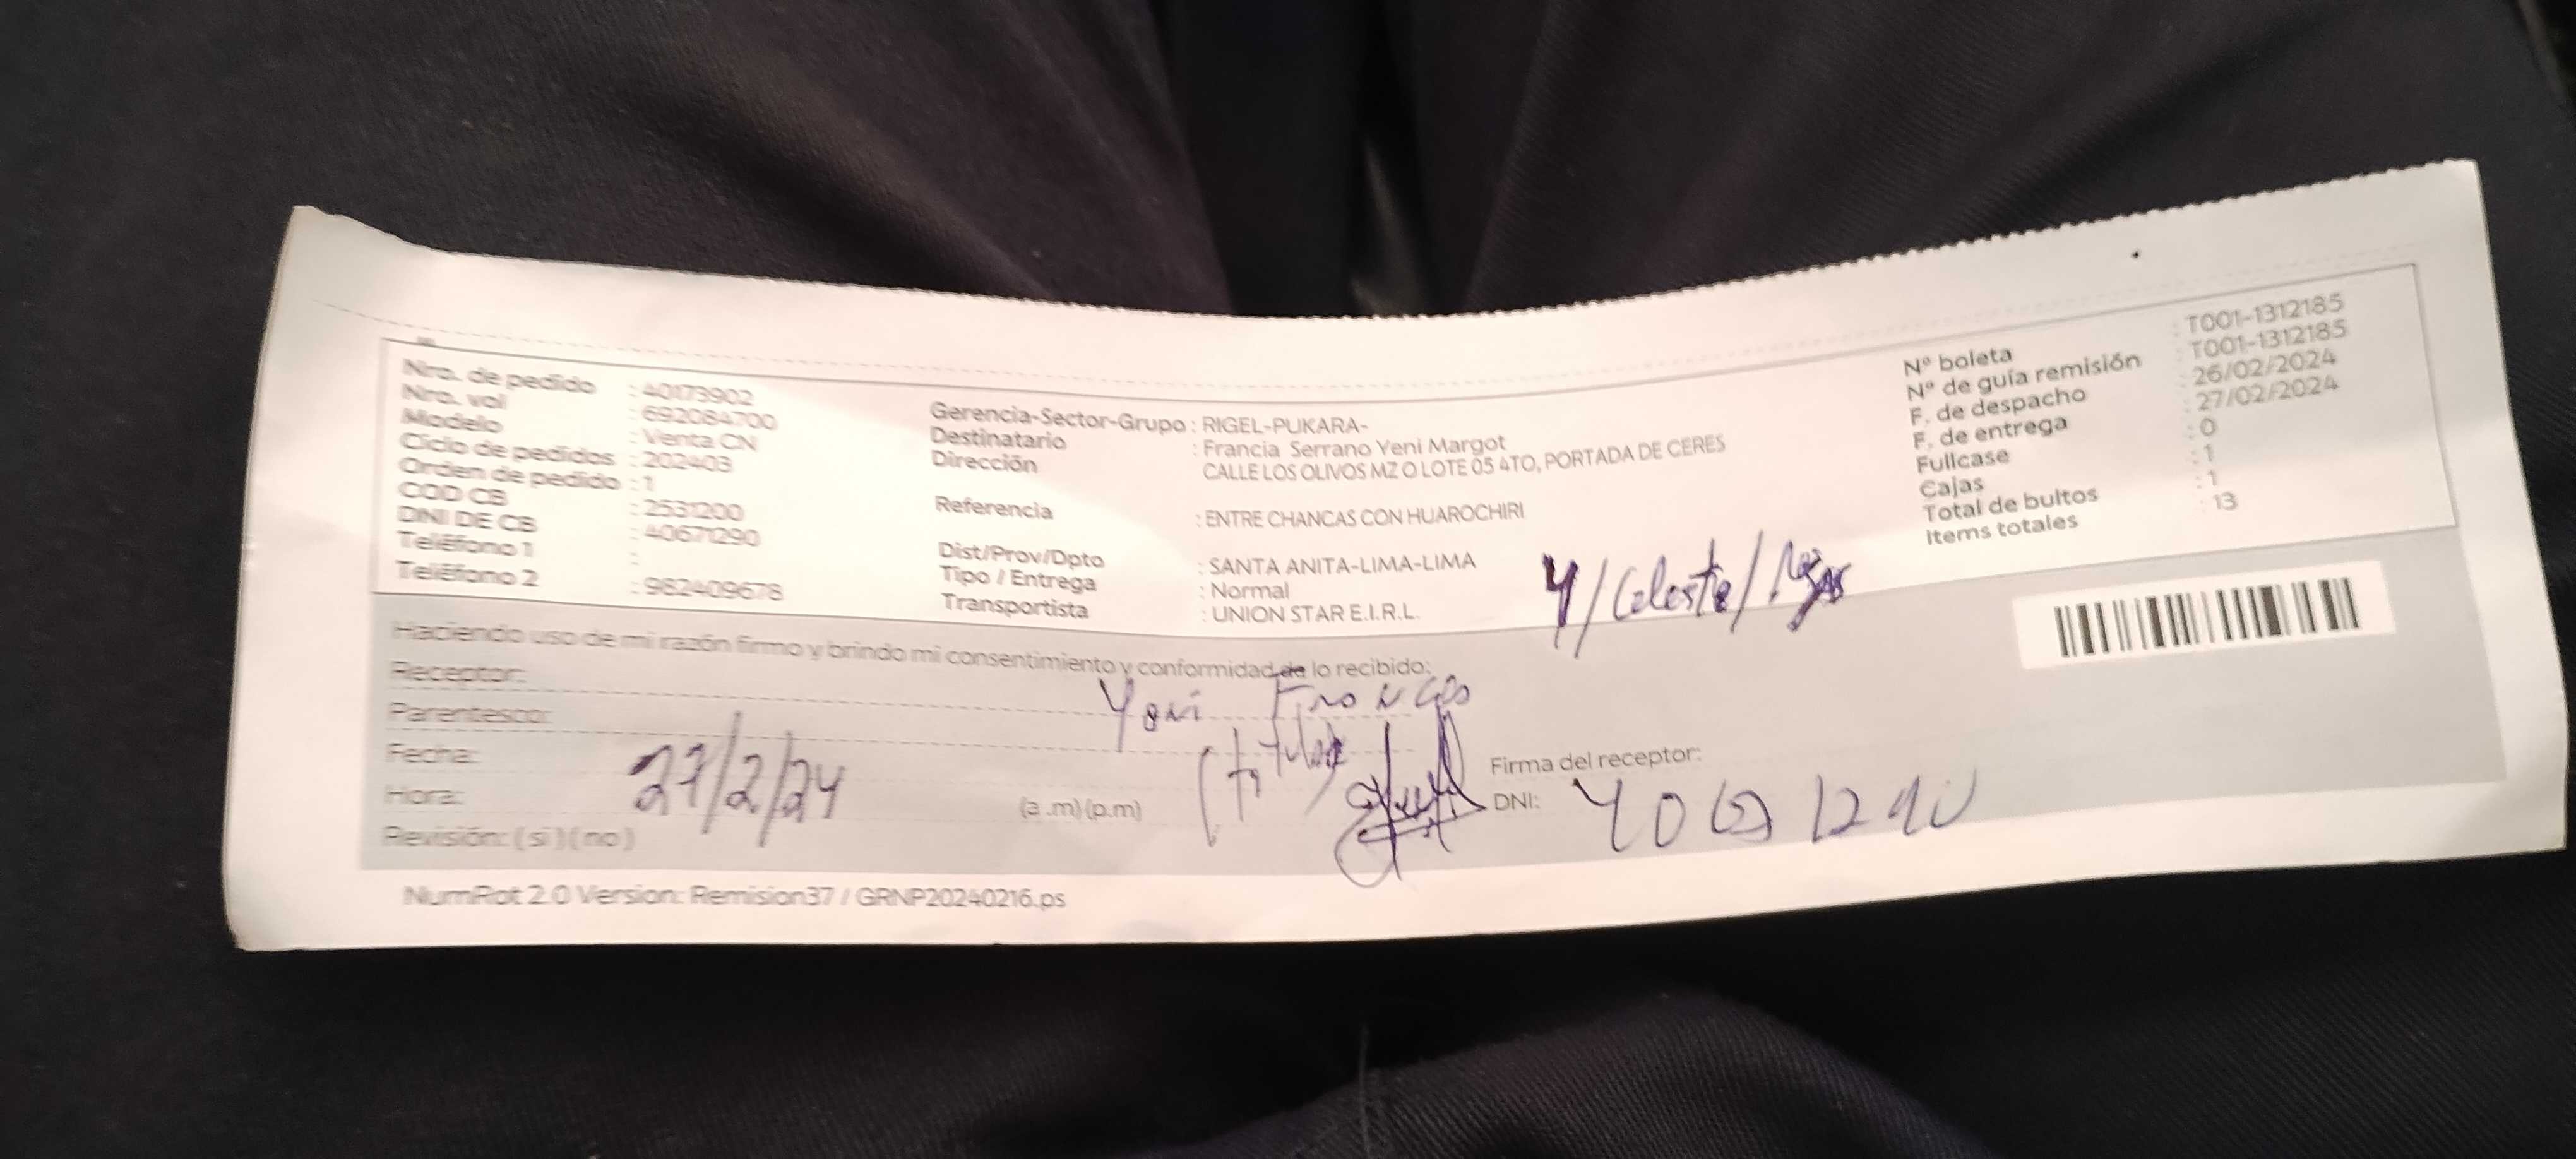 Nro. de pedido : 40173902
Nro. vol : 692084700
Modelo : Venta CN
Ciclo de pedidos : 202403
Orden de pedido : 1
COD CB : 2531200
DNI DE CB : 40671290
Teléfono 1 :
Teléfono 2 : 982409678
Gerencia-Sector-Grupo : RIGEL-PUKARA-
Destinatario : Francia Serrano Yeni Margot
Dirección CALLE LOS OLIVOS MZ O LOTE 05 4TO, PORTADA DE CERES
Referencia : ENTRE CHANCAS CON HUAROCHIRI
Dist/Prov/Dpto : SANTA ANITA-LIMA-LIMA
Tipo / Entrega : Normal
Transportista : UNION STAR E.I.R.L.
4/Celeste/
Nº boleta : T001-1312185
Nº de guía remisión : T001-1312185
F. de despacho : 26/02/2024
F. de entrega : 27/02/2024
Fullcase : 0
Cajas : 1
Total de bultos : 1
Items totales : 13
Haciendo uso de mi razón firmo y brindo mi consentimiento y conformidad de lo recibido:
Receptor:
Parentesco:
Fecha: 27/2/24
Hora: (a .m) (p.m)
Revisión: ( si ) ( no )
Firma del receptor:
DNI:
NumRot 2.0 Version: Remision37 / GRNP20240216.ps